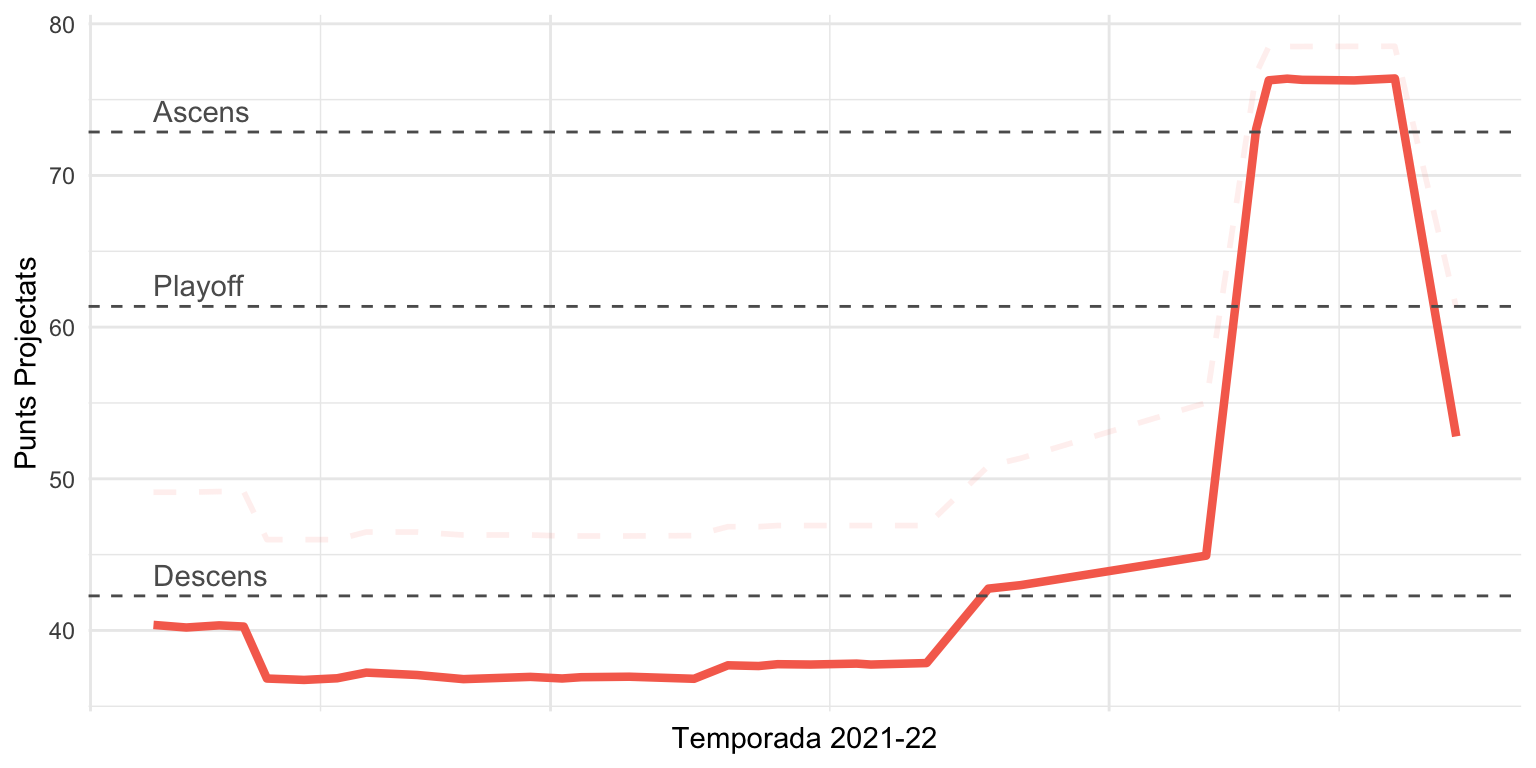 80
Ascens
70
Playoff
60
Punts Projectats
50
Descens
40
Temporada 2021-22